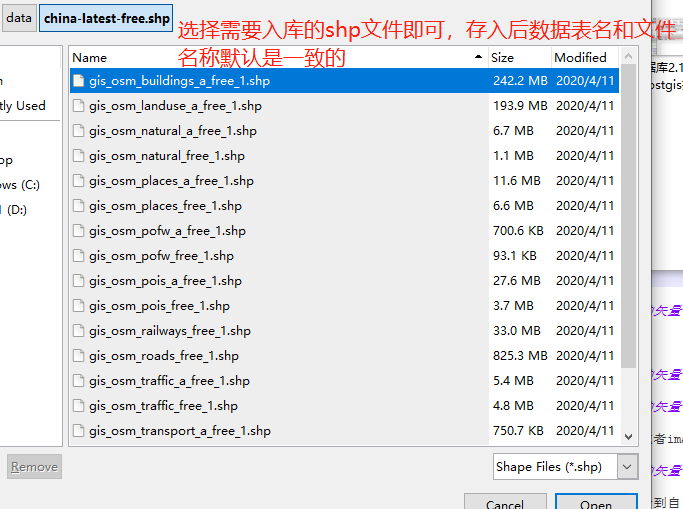 data china-latest-free.shp
选择需要入库的shp文件即可，存入后数据表名和文件
名称默认是一致的
Name Size Modified
gis_osm_buildings_a_free_1.shp 242.2 MB 2020/4/11
gis_osm_landuse_a_free_1.shp 193.9 MB 2020/4/11
gis_osm_natural_a_free_1.shp 6.7 MB 2020/4/11
gis_osm_natural_free_1.shp 1.1 MB 2020/4/11
gis_osm_places_a_free_1.shp 11.6 MB 2020/4/11
gis_osm_places_free_1.shp 6.6 MB 2020/4/11
gis_osm_pofw_a_free_1.shp 700.6 KB 2020/4/11
gis_osm_pofw_free_1.shp 93.1 KB 2020/4/11
gis_osm_pois_a_free_1.shp 27.6 MB 2020/4/11
gis_osm_pois_free_1.shp 3.7 MB 2020/4/11
gis_osm_railways_free_1.shp 33.0 MB 2020/4/11
gis_osm_roads_free_1.shp 825.3 MB 2020/4/11
gis_osm_traffic_a_free_1.shp 5.4 MB 2020/4/11
gis_osm_traffic_free_1.shp 4.8 MB 2020/4/11
gis_osm_transport_a_free_1.shp 750.7 KB 2020/4/11
tly Used
op
ws (C:)
(D:)
Remove
Shape Files (*.shp)
Cancel Open
据库2.1
ostgis
矢量
矢量
矢量
者im
矢量
到自